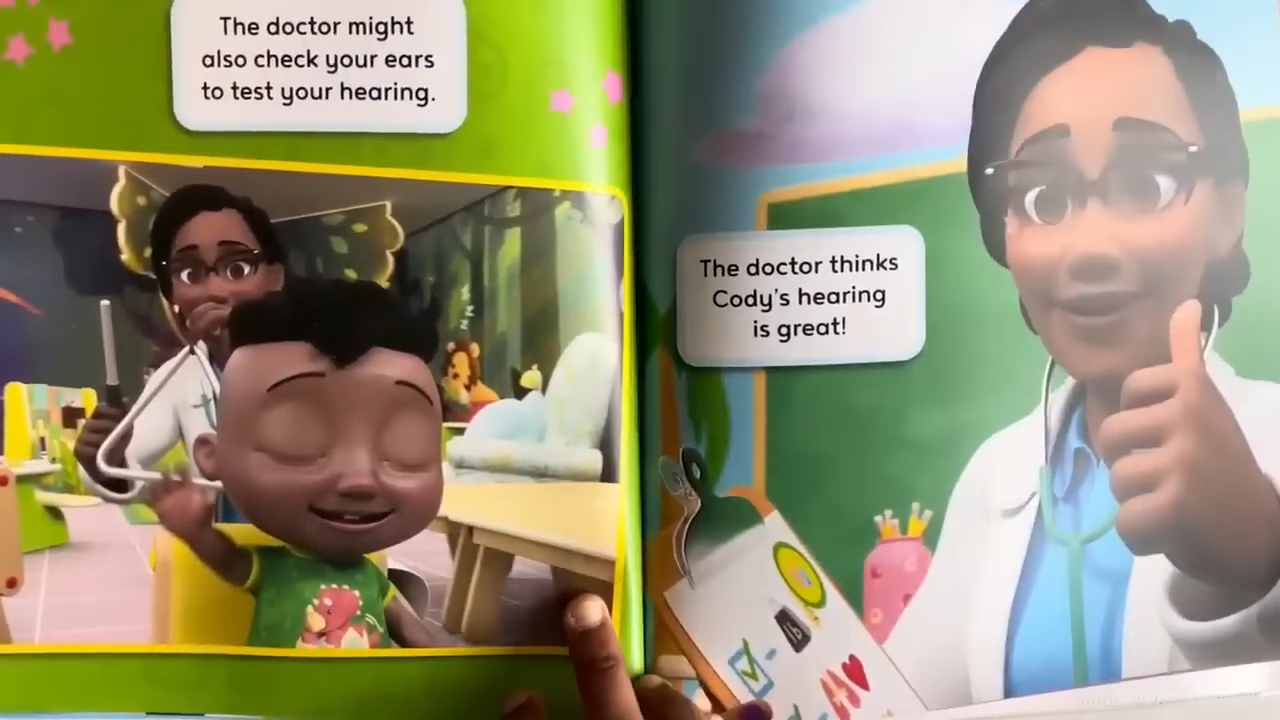 The doctor might
also check your ears
to test your hearing.
z
z
z
z
The doctor thinks
Cody's hearing
is great!